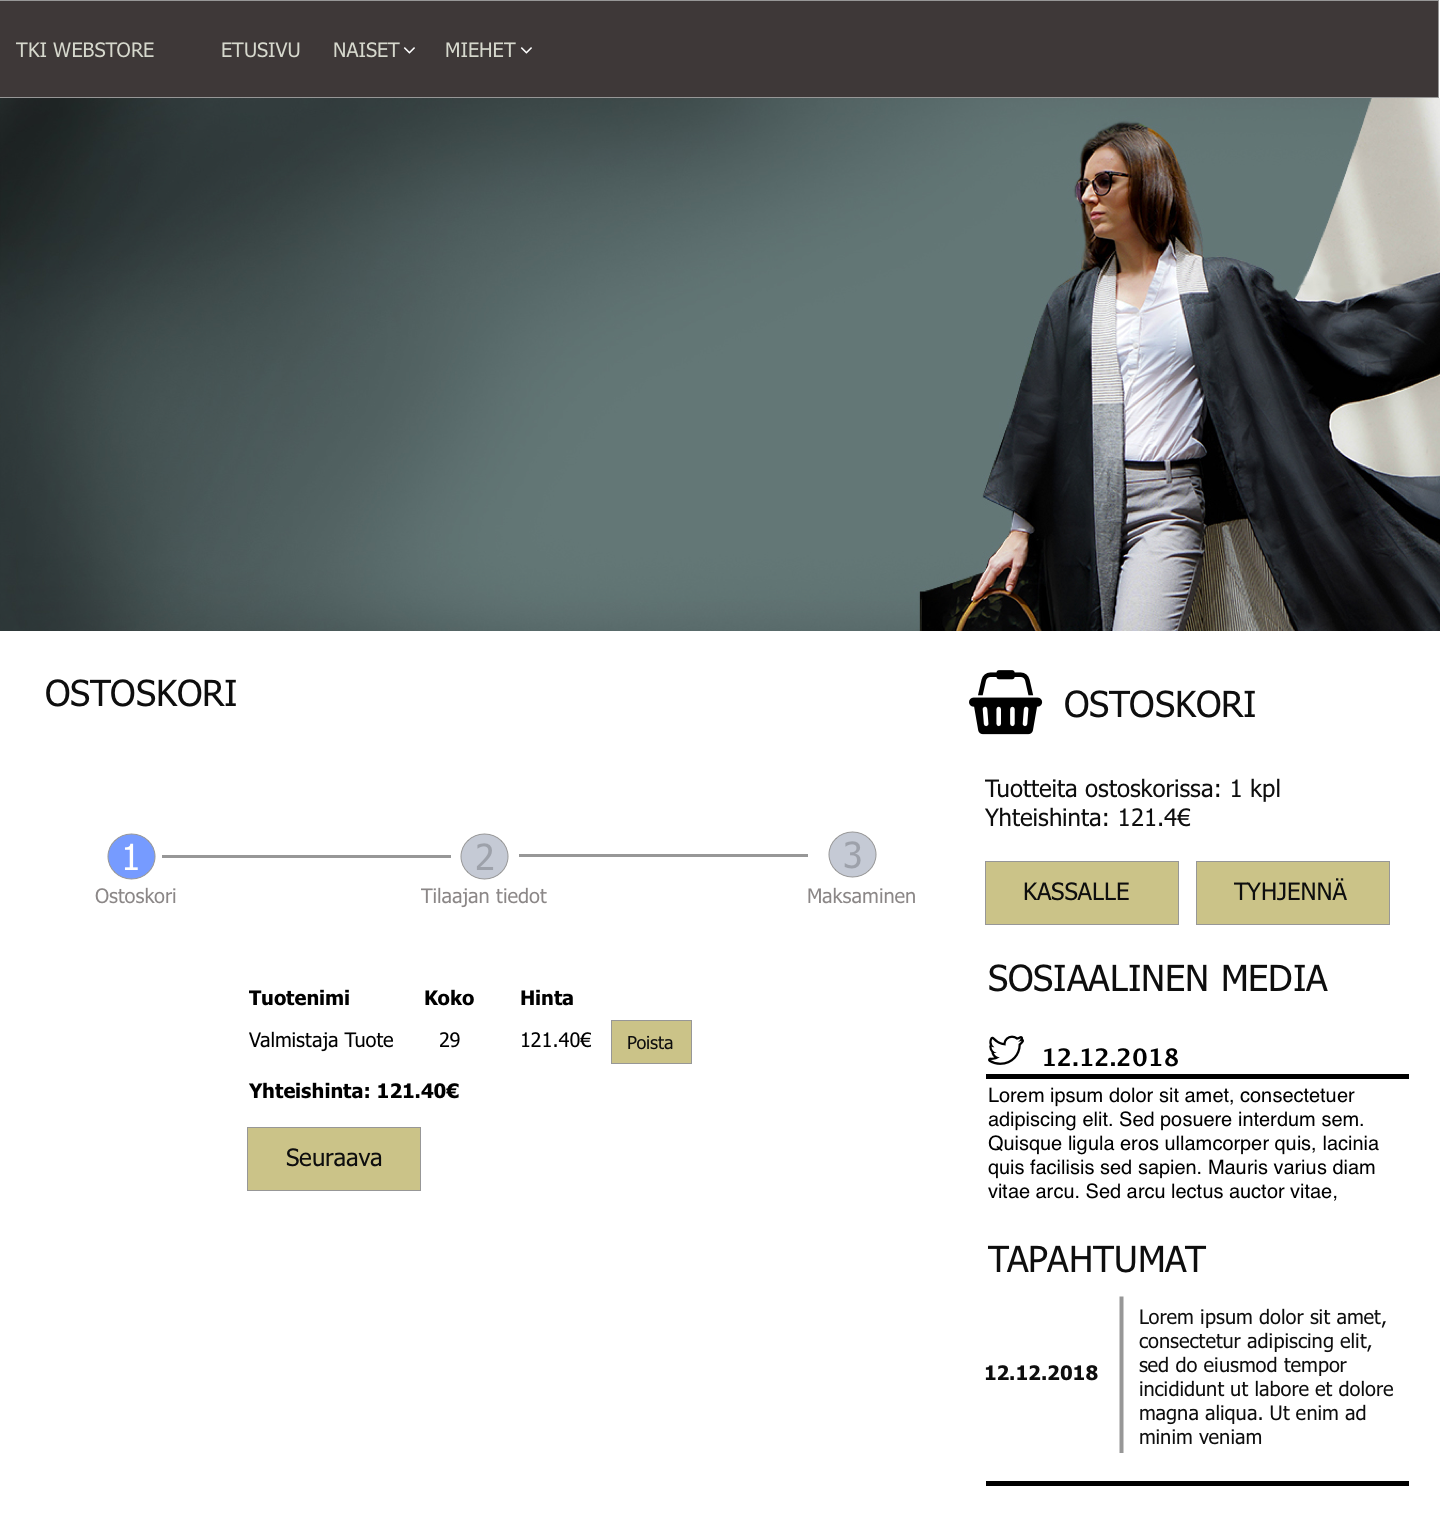 TKI WEBSTORE ETUSIVU NAISET MIEHET
OSTOSKORI
1 2 3
Ostoskori Tilaajan tiedot Maksaminen
Tuotenimi Koko Hinta
Valmistaja Tuote 29 121.40€ Poista
Yhteishinta: 121.40€
Seuraava
OSTOSKORI
Tuotteita ostoskorissa: 1 kpl
Yhteishinta: 121.4€
KASSALLE TYHJENNÄ
SOSIAALINEN MEDIA
12.12.2018
Lorem ipsum dolor sit amet, consectetuer
adipiscing elit. Sed posuere interdum sem.
Quisque ligula eros ullamcorper quis, lacinia
quis facilisis sed sapien. Mauris varius diam
vitae arcu. Sed arcu lectus auctor vitae,
TAPAHTUMAT
12.12.2018
Lorem ipsum dolor sit amet,
consectetur adipiscing elit,
sed do eiusmod tempor
incididunt ut labore et dolore
magna aliqua. Ut enim ad
minim veniam